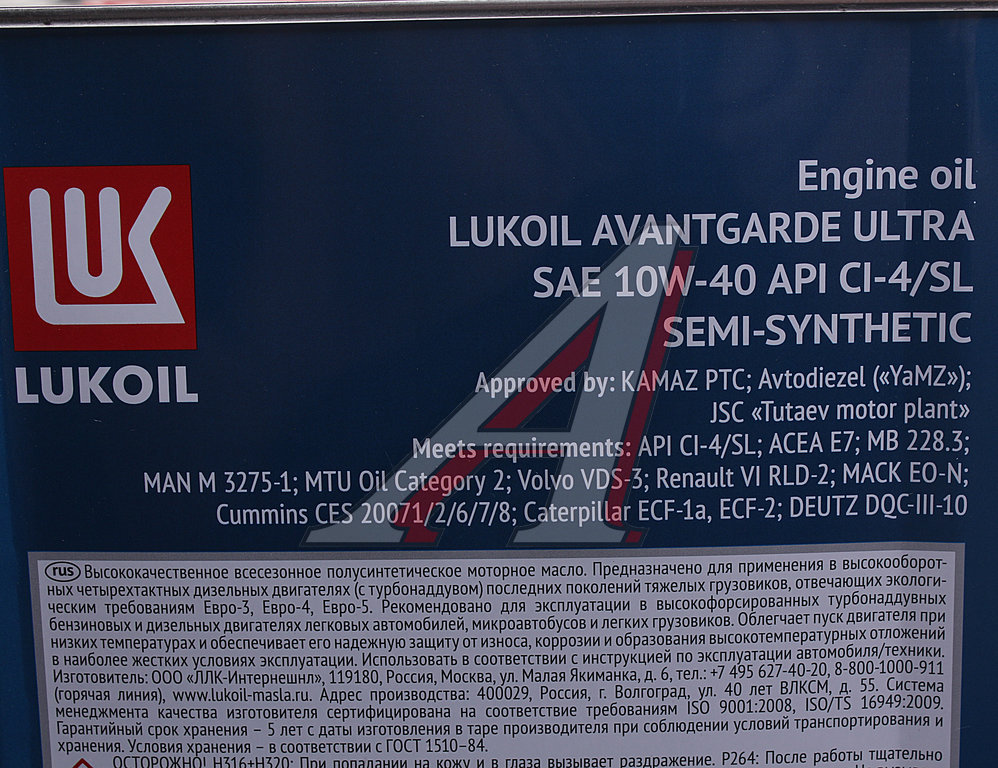 LUK
LUKOIL
Engine oil
LUKOIL AVANTGARDE ULTRA
SAE 10W-40 API CI-4/SL
SEMI-SYNTHETIC
Approved by: KAMAZ PTC; Avtodiezel («YaMZ»);
JSC «Tutaev motor plant»
Meets requirements: API CI-4/SL; ACEA E7; MB 228.3;
MAN M 3275-1; MTU Oil Category 2; Volvo VDS-3; Renault VI RLD-2; MACK EO-N;
Cummins CES 20071/2/6/7/8; Caterpillar ECF-1a, ECF-2; DEUTZ DQC-III-10
rus Высококачественное всесезонное полусинтетическое моторное масло. Предназначено для применения в высокооборот-
ных четырехтактных дизельных двигателях (с турбонаддувом) последних поколений тяжелых грузовиков, отвечающих экологи-
ческим требованиям Евро-3, Евро-4, Евро-5. Рекомендовано для эксплуатации в высокофорсированных турбонаддувных
бензиновых и дизельных двигателях легковых автомобилей, микроавтобусов и легких грузовиков. Облегчает пуск двигателя при
низких температурах и обеспечивает его надежную защиту от износа, коррозии и образования высокотемпературных отложений
в наиболее жестких условиях эксплуатации. Использовать в соответствии с инструкцией по эксплуатации автомобиля/техники.
Изготовитель: ООО «ЛЛК-Интернешнл», 119180, Россия, Москва, ул. Малая Якиманка, д. 6, тел.: +7 495 627-40-20, 8-800-1000-911
(горячая линия), www.lukoil-masla.ru. Адрес производства: 400029, Россия, г. Волгоград, ул. 40 лет ВЛКСМ, д. 55. Система
менеджмента качества изготовителя сертифицирована на соответствие требованиям ISO 9001:2008, ISO/TS 16949:2009.
Гарантийный срок хранения – 5 лет с даты изготовления в таре производителя при соблюдении условий транспортирования и
хранения. Условия хранения – в соответствии с ГОСТ 1510-84.
ОСТОРОЖНО! H316+H320: При попадании на кожу и в глаза вызывает раздражение. P264: После работы тщательно